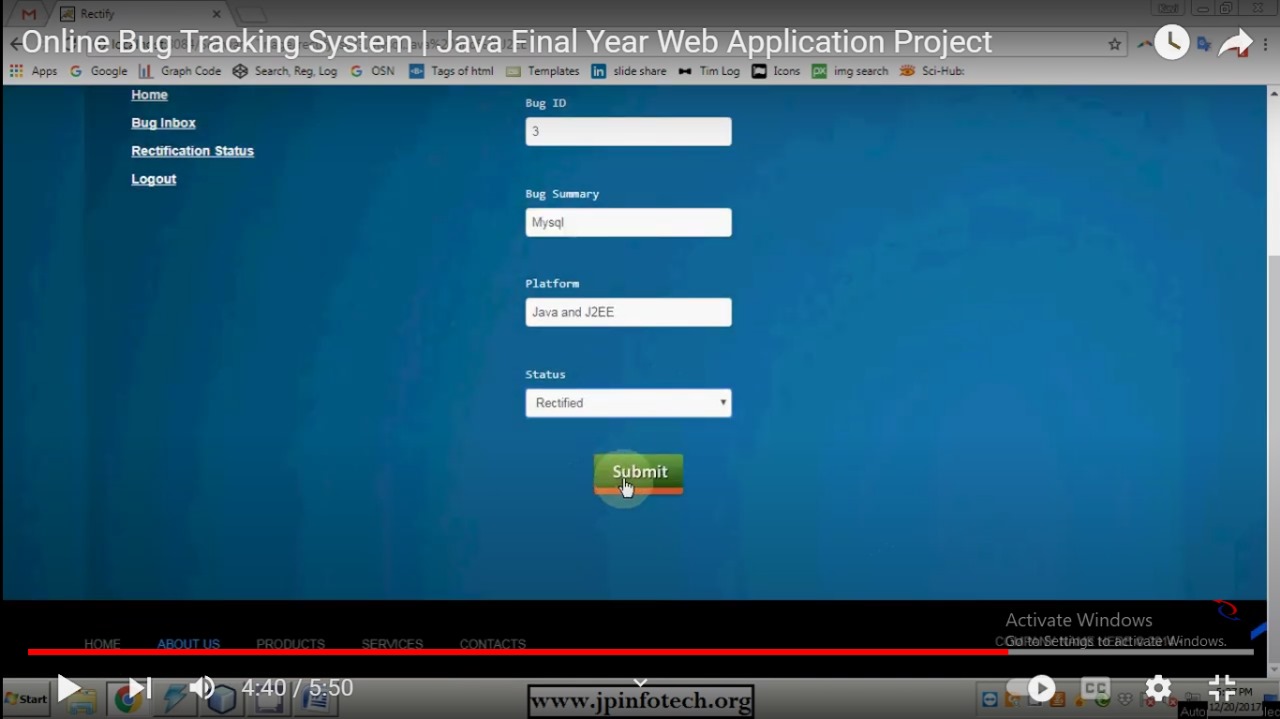 Rectify
Online Bug Tracking System | Java Final Year Web Application Project
Apps Google Graph Code Search, Reg, Log OSN Tags of html Templates slide share Tim Log Icons img search Sci-Hub:
Home
Bug Inbox
Rectification Status
Logout
Bug ID
3
Bug Summary
Mysql
Platform
Java and J2EE
Status
Rectified
Submit
Activate Windows
Go to Settings to activate Windows.
HOME ABOUT US PRODUCTS SERVICES CONTACTS
Start
4:40 / 5:50
www.jpinfotech.org
CC
PM
12/20/2017